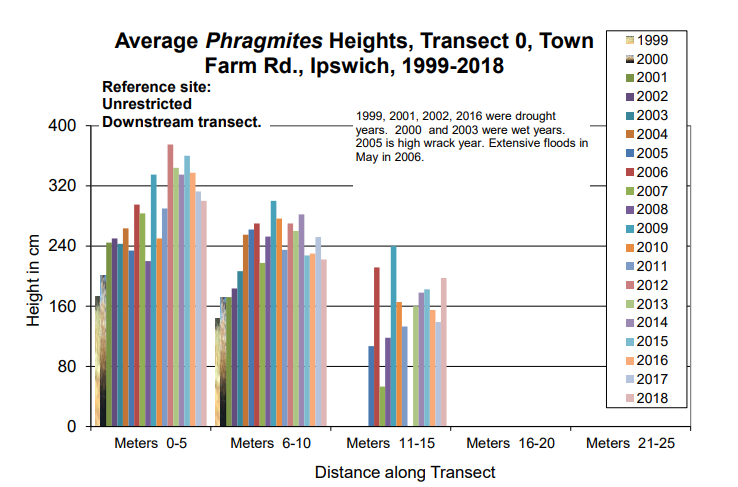 Average Phragmites Heights, Transect 0, Town
Farm Rd., Ipswich, 1999-2018
Reference site:
Unrestricted
Downstream transect.
1999, 2001, 2002, 2016 were drought
years.  2000  and 2003 were wet years.
2005 is high wrack year. Extensive floods in
May in 2006.
Height in cm
400
320
240
160
80
0
Meters  0-5
Meters  6-10
Meters  11-15
Meters  16-20
Meters  21-25
Distance along Transect
1999
2000
2001
2002
2003
2004
2005
2006
2007
2008
2009
2010
2011
2012
2013
2014
2015
2016
2017
2018